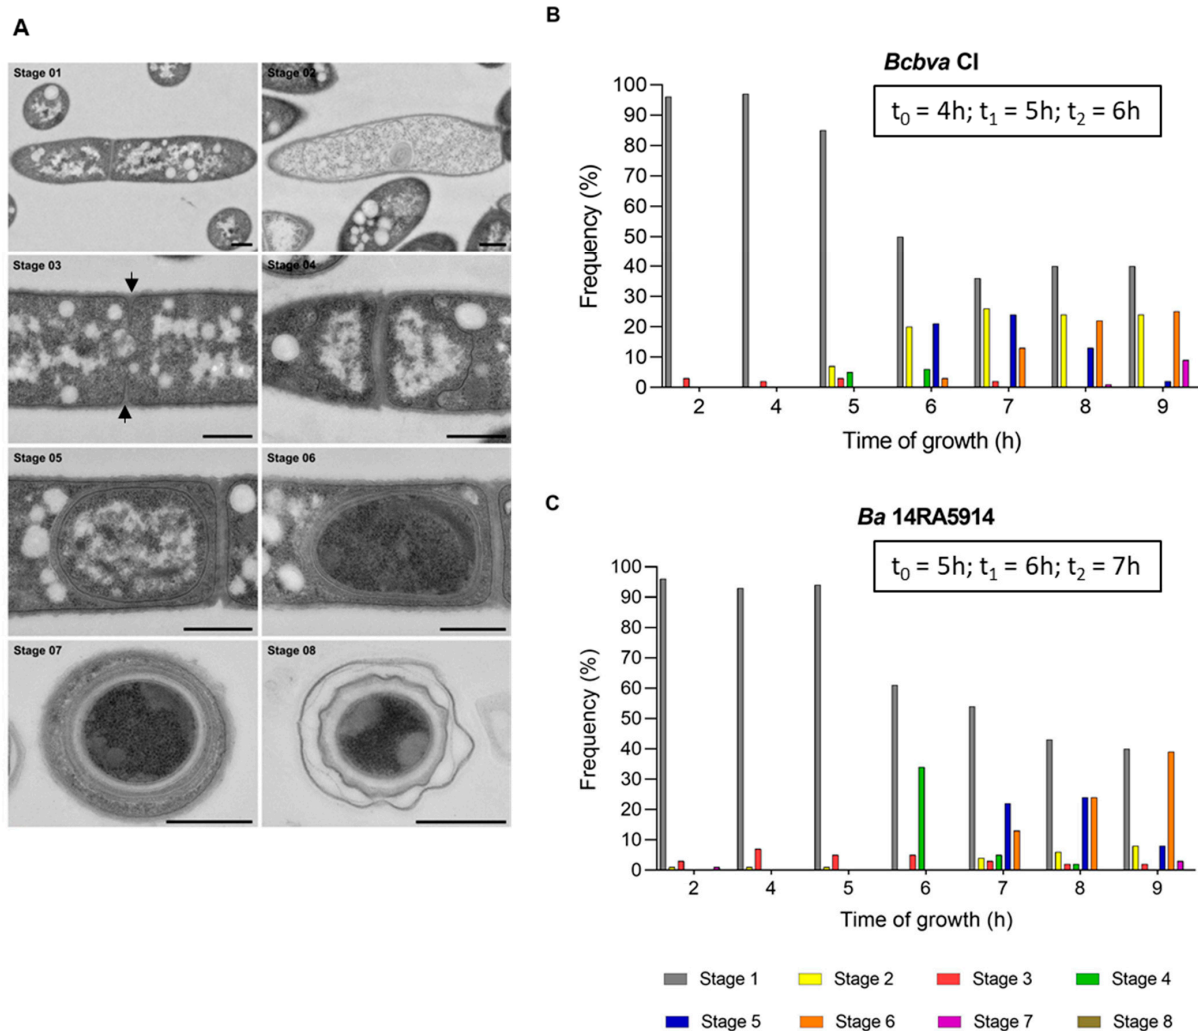 A
Stage 01
Stage 02
Stage 03
Stage 04
Stage 05
Stage 06
Stage 07
Stage 08
B
Bcbva CI
t0 = 4h; t1 = 5h; t2 = 6h
Frequency (%)
100
90
80
70
60
50
40
30
20
10
0
2 4 5 6 7 8 9
Time of growth (h)
C
Ba 14RA5914
t0 = 5h; t1 = 6h; t2 = 7h
Frequency (%)
100
90
80
70
60
50
40
30
20
10
0
2 4 5 6 7 8 9
Time of growth (h)
Stage 1 Stage 2 Stage 3 Stage 4
Stage 5 Stage 6 Stage 7 Stage 8